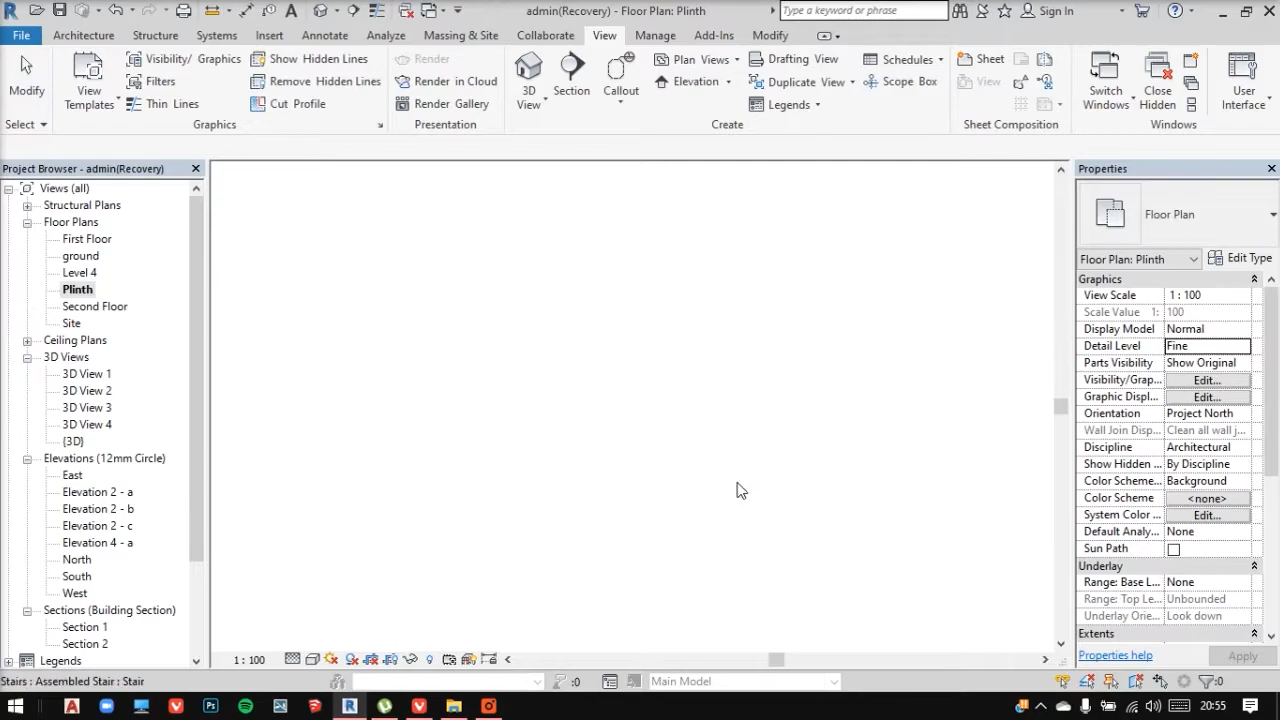 admin(Recovery) - Floor Plan: Plinth
Type a keyword or phrase
Sign In
File Architecture Structure Systems Insert Annotate Analyze Massing & Site Collaborate View Manage Add-Ins Modify
Modify
Select
View Templates
Visibility/ Graphics
Filters
Thin Lines
Show Hidden Lines
Remove Hidden Lines
Cut Profile
Graphics
Render
Render in Cloud
Render Gallery
Presentation
3D View
Section
Callout
Plan Views
Elevation
Drafting View
Duplicate View
Legends
Schedules
Scope Box
Create
Sheet
View
Sheet Composition
Switch Windows
Close Hidden
User Interface
Windows
Project Browser - admin(Recovery)
Views (all)
Structural Plans
Floor Plans
First Floor
ground
Level 4
Plinth
Second Floor
Site
Ceiling Plans
3D Views
3D View 1
3D View 2
3D View 3
3D View 4
{3D}
Elevations (12mm Circle)
East
Elevation 2 - a
Elevation 2 - b
Elevation 2 - c
Elevation 4 - a
North
South
West
Sections (Building Section)
Section 1
Section 2
Legends
1 : 100
Properties
Floor Plan
Floor Plan: Plinth Edit Type
Graphics
View Scale 1 : 100
Scale Value 1: 100
Display Model Normal
Detail Level Fine
Parts Visibility Show Original
Visibility/Grap... Edit...
Graphic Displ... Edit...
Orientation Project North
Wall Join Disp... Clean all wall j...
Discipline Architectural
Show Hidden ... By Discipline
Color Scheme... Background
Color Scheme <none>
System Color ... Edit...
Default Analy... None
Sun Path
Underlay
Range: Base L... None
Range: Top Le... Unbounded
Underlay Orie... Look down
Extents
Properties help Apply
Stairs : Assembled Stair : Stair
:0
Main Model
:0
20:55